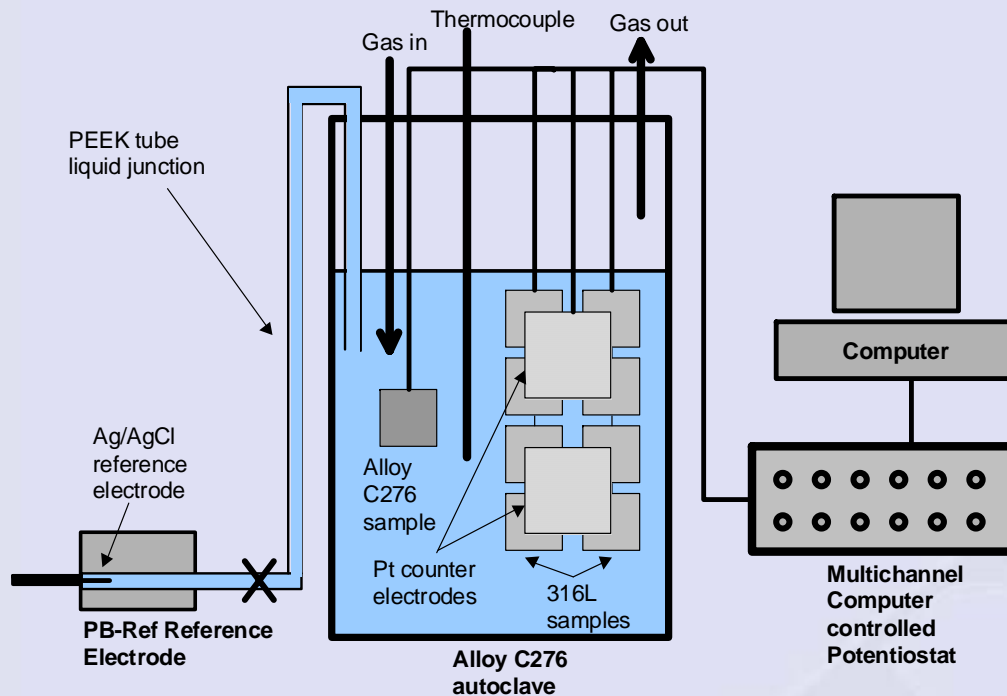 Thermocouple
Gas in
Gas out
PEEK tube
liquid junction
Computer
Ag/AgCl
reference
electrode
Alloy
C276
sample
Pt counter
electrodes
316L
samples
PB-Ref Reference
Electrode
Alloy C276
autoclave
Multichannel
Computer
controlled
Potentiostat